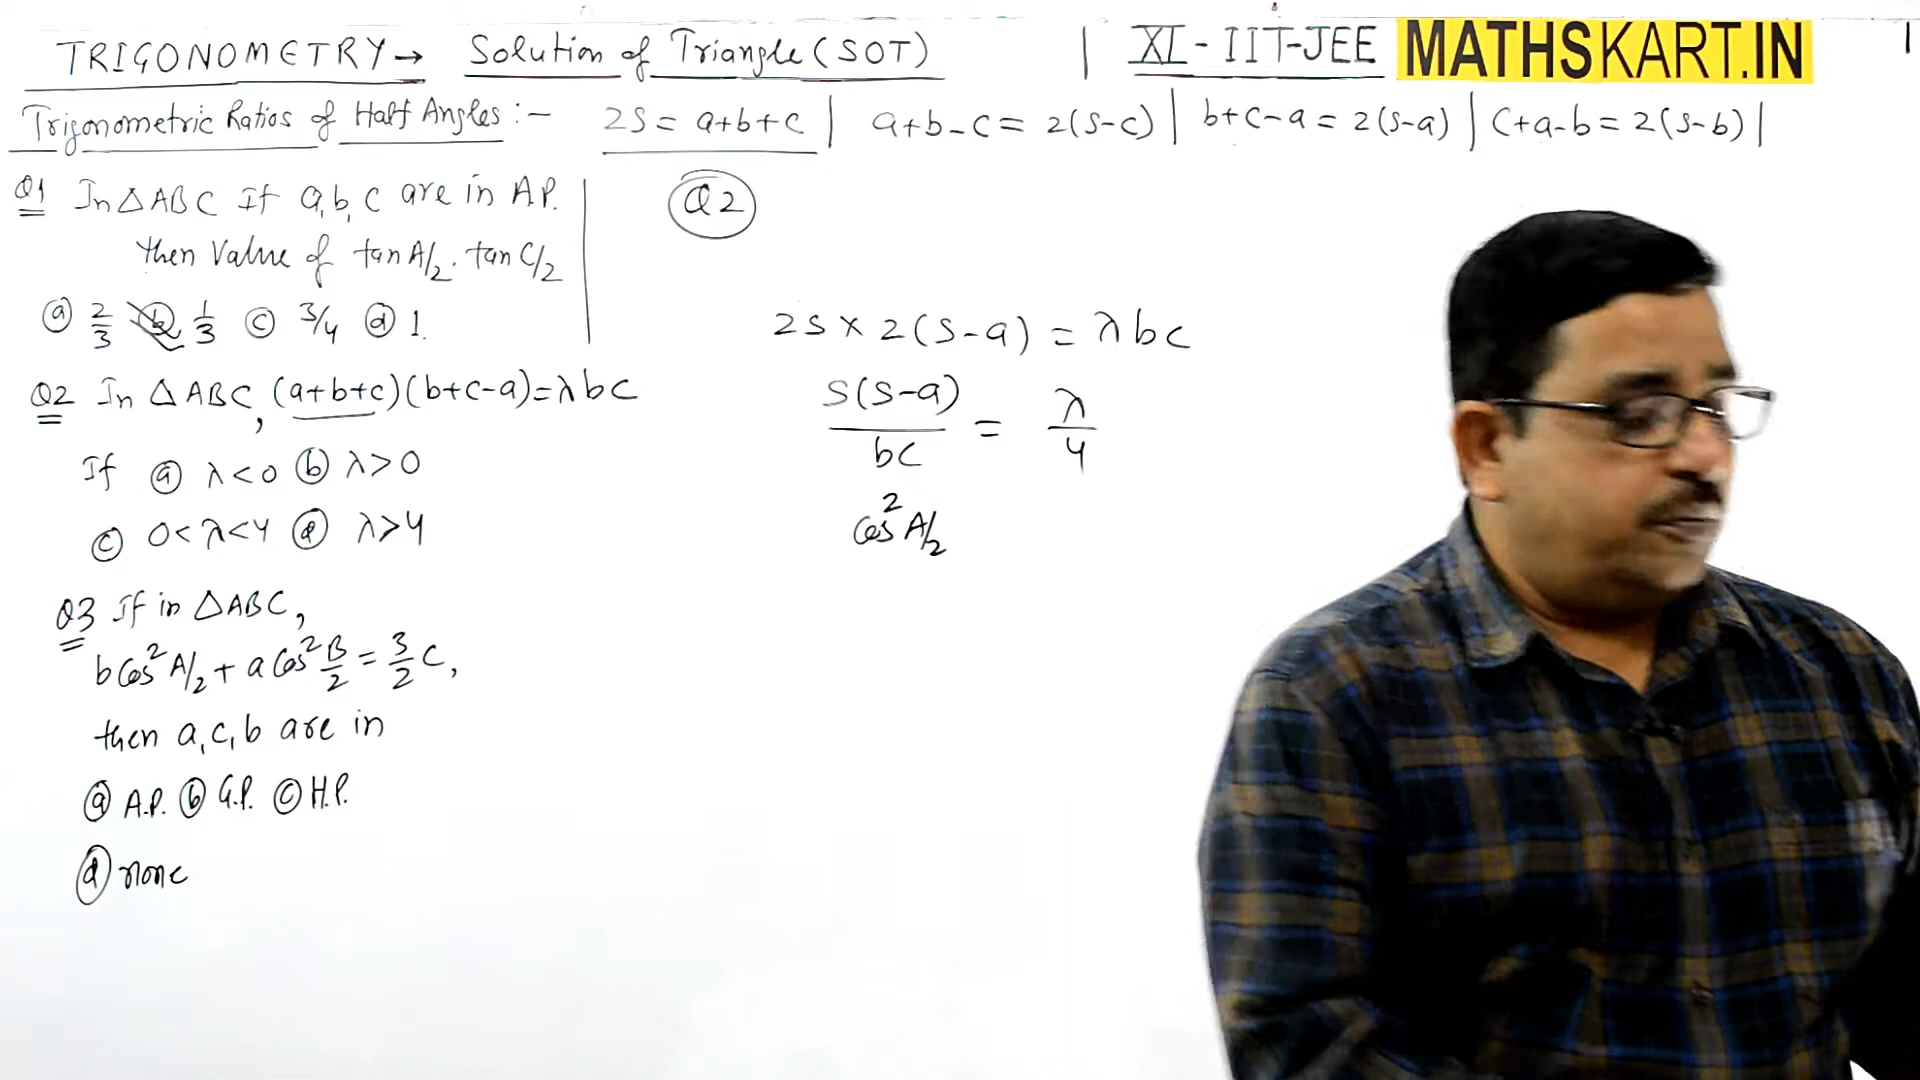 TRIGONOMETRY → Solution of Triangle (SOT) | XI - IIT-JEE MATHSKART.IN
Trigonometric Ratios of Half Angles :- 2S = a+b+c | a+b-c = 2(s-c) | b+c-a = 2(s-a) | c+a-b = 2(s-b) |
Q1 In △ABC If a, b, c are in A.P.
then Value of tan A/2 . tan C/2
ⓐ 2/3 ⓑ 1/3 ⓒ 3/4 ⓓ 1.
Q2 In △ABC, (a+b+c)(b+c-a) = λbc
If ⓐ λ<0 ⓑ λ>0
ⓒ 0<λ<4 ⓓ λ>4
Q3 If in △ABC,
b Cos² A/2 + a Cos² B/2 = 3/2 c,
then a, c, b are in
ⓐ A.P. ⓑ G.P. ⓒ H.P.
ⓓ none
Q2
2s × 2(s-a) = λbc
s(s-a)/bc = λ/4
Cos² A/2